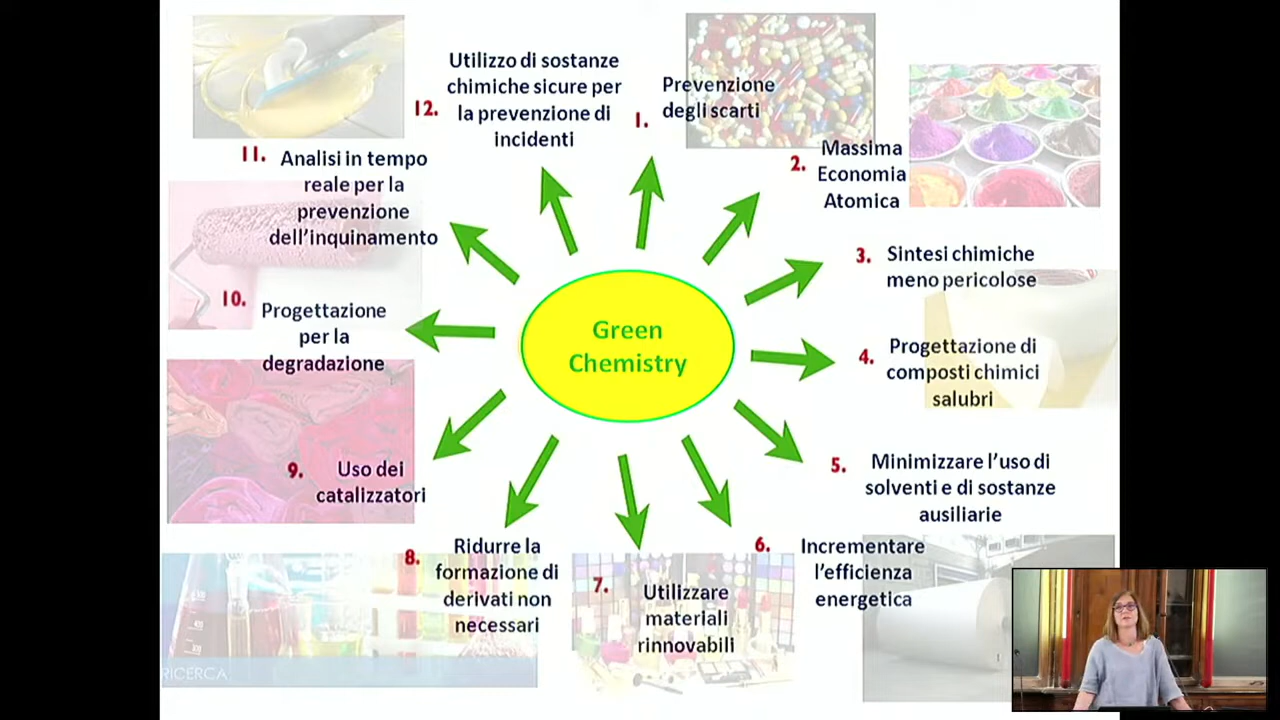 Green
Chemistry
1.
Prevenzione
degli scarti
2.
Massima
Economia
Atomica
3.
Sintesi chimiche
meno pericolose
4.
Progettazione di
composti chimici
salubri
5.
Minimizzare l'uso di
solventi e di sostanze
ausiliarie
6.
Incrementare
l'efficienza
energetica
7.
Utilizzare
materiali
rinnovabili
8.
Ridurre la
formazione di
derivati non
necessari
9.
Uso dei
catalizzatori
10.
Progettazione
per la
degradazione
11.
Analisi in tempo
reale per la
prevenzione
dell'inquinamento
12.
Utilizzo di sostanze
chimiche sicure per
la prevenzione di
incidenti
RICERCA